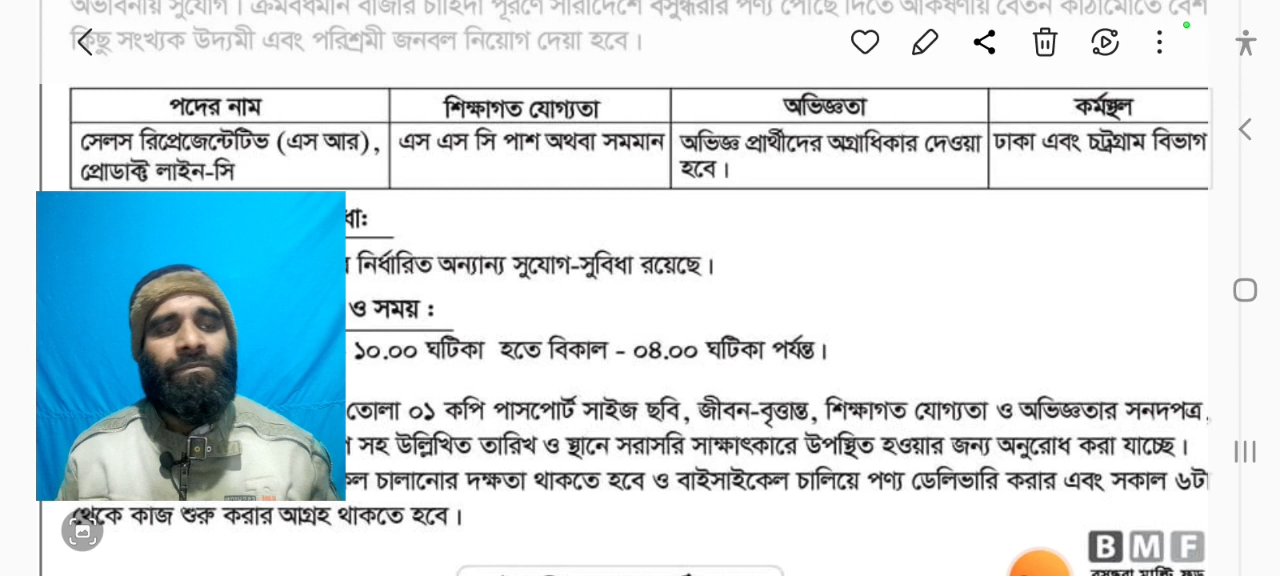 অভাবনীয় সুযোগ। ক্রমবর্ধমান বাজার চাহিদা পূরণে সারাদেশে বসুন্ধরার পণ্য পৌছে দিতে আকর্ষণীয় বেতন কাঠামোতে বেশ
কিছু সংখ্যক উদ্যমী এবং পরিশ্রমী জনবল নিয়োগ দেয়া হবে।
পদের নাম শিক্ষাগত যোগ্যতা অভিজ্ঞতা কর্মস্থল
সেলস রিপ্রেজেন্টেটিভ (এস আর), এস এস সি পাশ অথবা সমমান অভিজ্ঞ প্রার্থীদের অগ্রাধিকার দেওয়া ঢাকা এবং চট্রগ্রাম বিভাগ
প্রোডাক্ট লাইন-সি হবে।
ধা:
নির্ধারিত অন্যান্য সুযোগ-সুবিধা রয়েছে।
ও সময় :
১০.০০ ঘটিকা হতে বিকাল - ০৪.০০ ঘটিকা পর্যন্ত।
তোলা ০১ কপি পাসপোর্ট সাইজ ছবি, জীবন-বৃত্তান্ত, শিক্ষাগত যোগ্যতা ও অভিজ্ঞতার সনদপত্র,
সহ উল্লিখিত তারিখ ও স্থানে সরাসরি সাক্ষাৎকারে উপস্থিত হওয়ার জন্য অনুরোধ করা যাচ্ছে।
চালানোর দক্ষতা থাকতে হবে ও বাইসাইকেল চালিয়ে পণ্য ডেলিভারি করার এবং সকাল ৬টা
থেকে কাজ শুরু করার আগ্রহ থাকতে হবে।
BMF